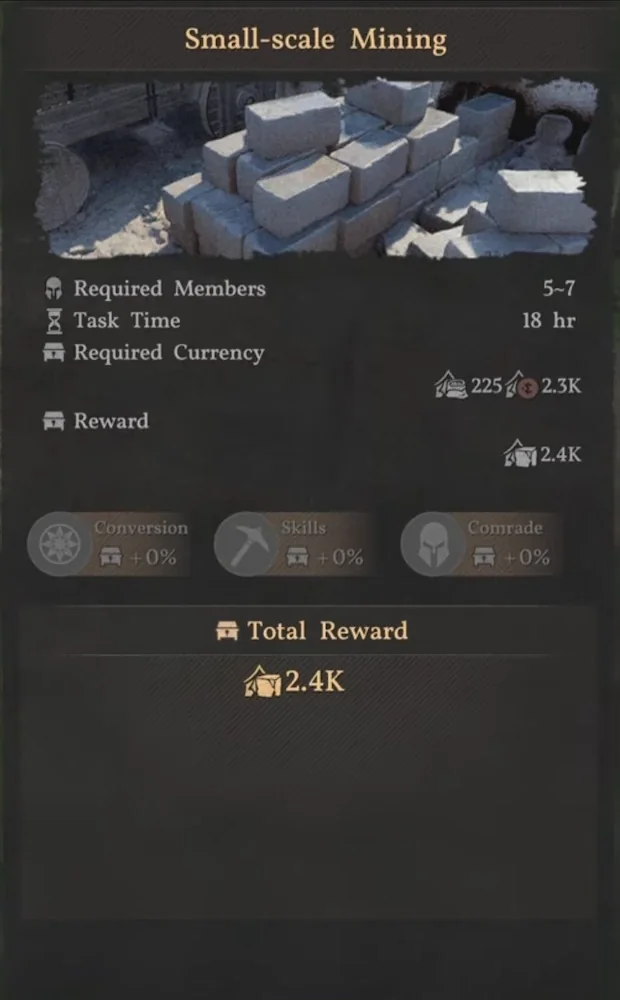 Small-scale Mining
Required Members 5~7
Task Time 18 hr
Required Currency
225 2.3K
Reward
2.4K
Conversion Skills Comrade
+0% +0% +0%
Total Reward
2.4K